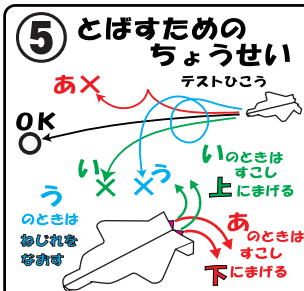 ⑤ とばすための
ちょうせい
テストひこう
あ×
OK
い
×
×う
いのときは
すこし
上にまげる
う
のときは
ねじれを
なおす
あのときは
すこし
下にまげる